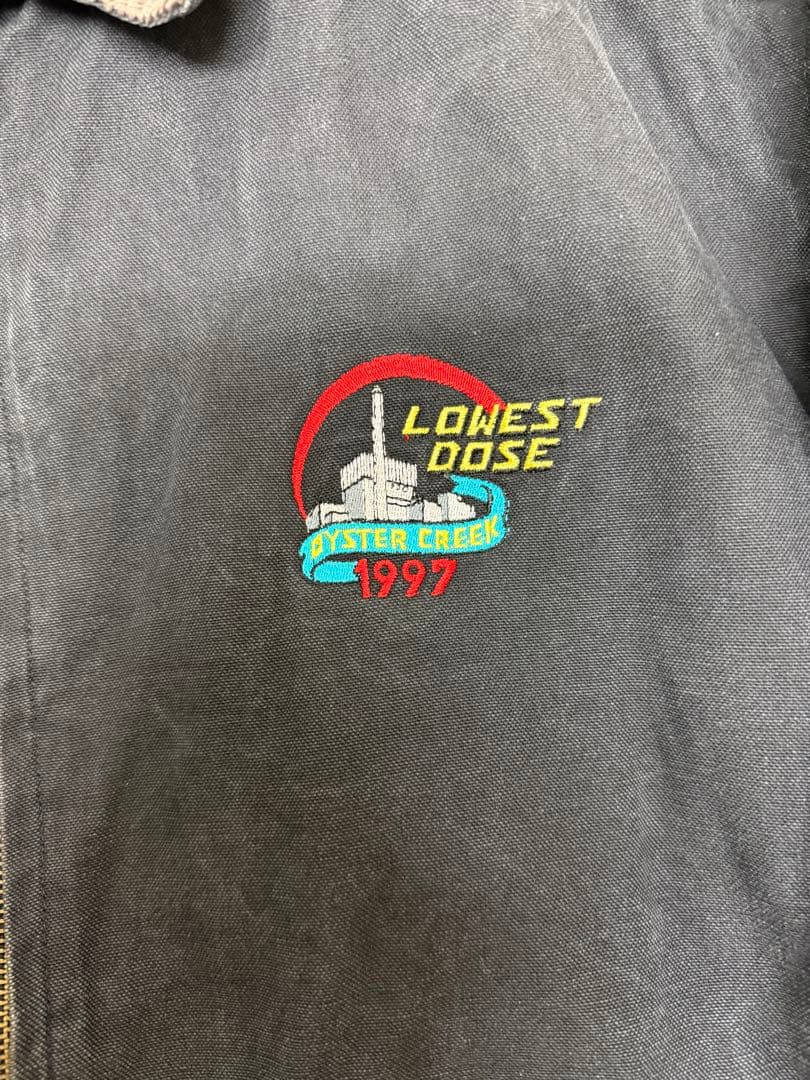 LOWEST
DOSE
OYSTER CREEK
1997